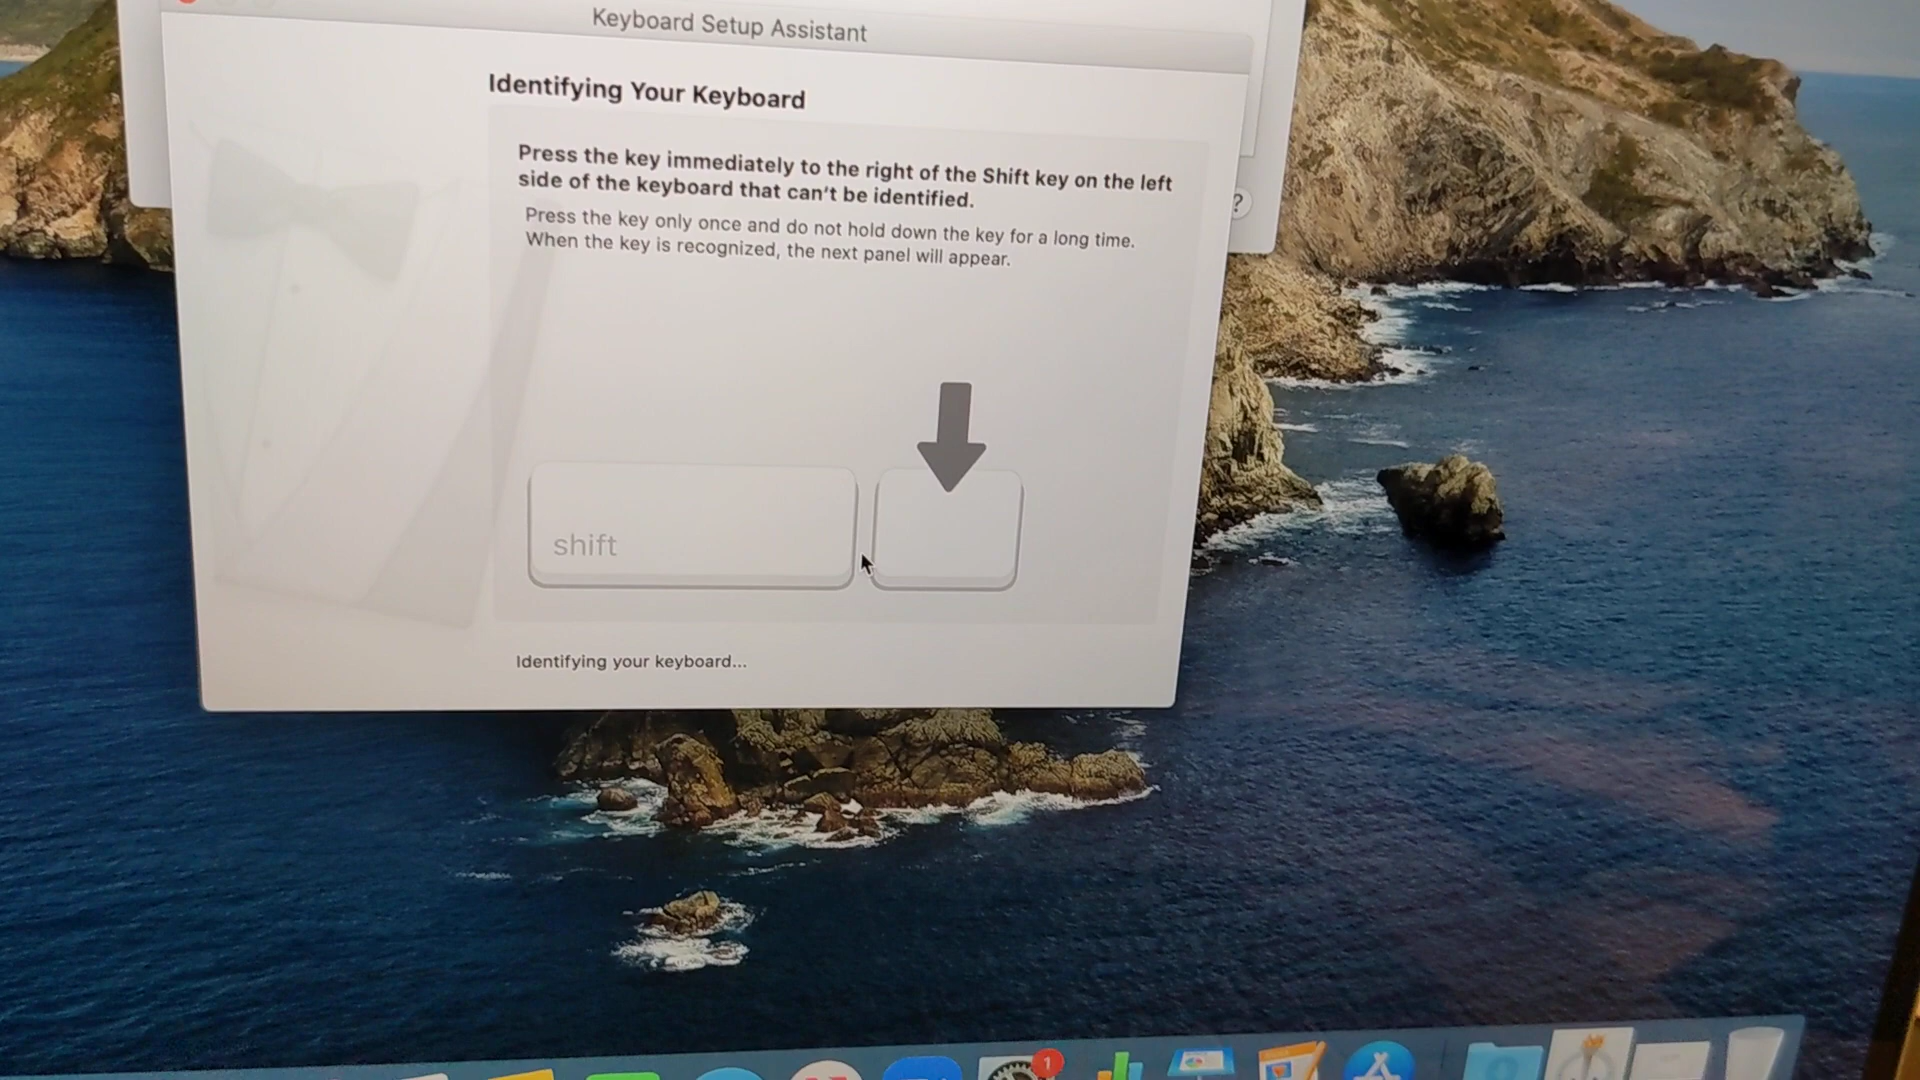 Keyboard Setup Assistant
Identifying Your Keyboard
Press the key immediately to the right of the Shift key on the left
side of the keyboard that can't be identified.
Press the key only once and do not hold down the key for a long time.
When the key is recognized, the next panel will appear.
?
shift
Identifying your keyboard...
1